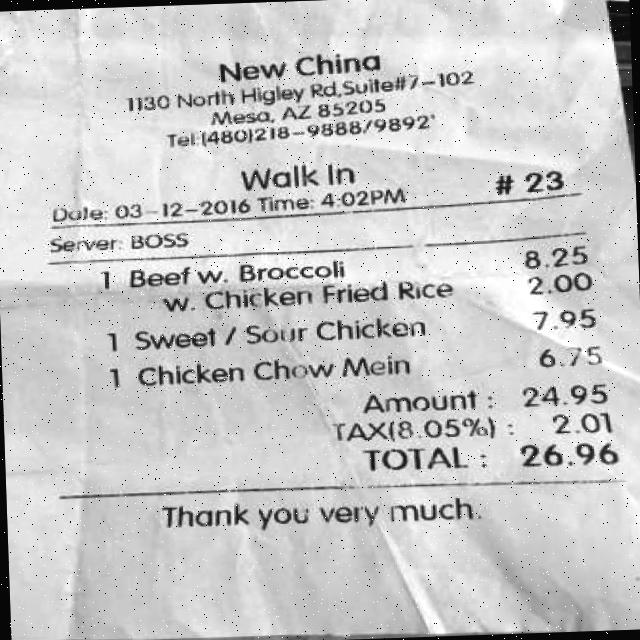 New China
1130 North Higley Rd,Suite#7-102
Mesa, AZ 85205
Tel:(480)218-9888/9892
Walk In # 23
Date: 03-12-2016 Time: 4:02PM
Server: BOSS
1 Beef w. Broccoli 8.25
w. Chicken Fried Rice 2.00
1 Sweet / Sour Chicken 7.95
1 Chicken Chow Mein 6.75
Amount : 24.95
TAX(8.05%) : 2.01
TOTAL : 26.96
Thank you very much.